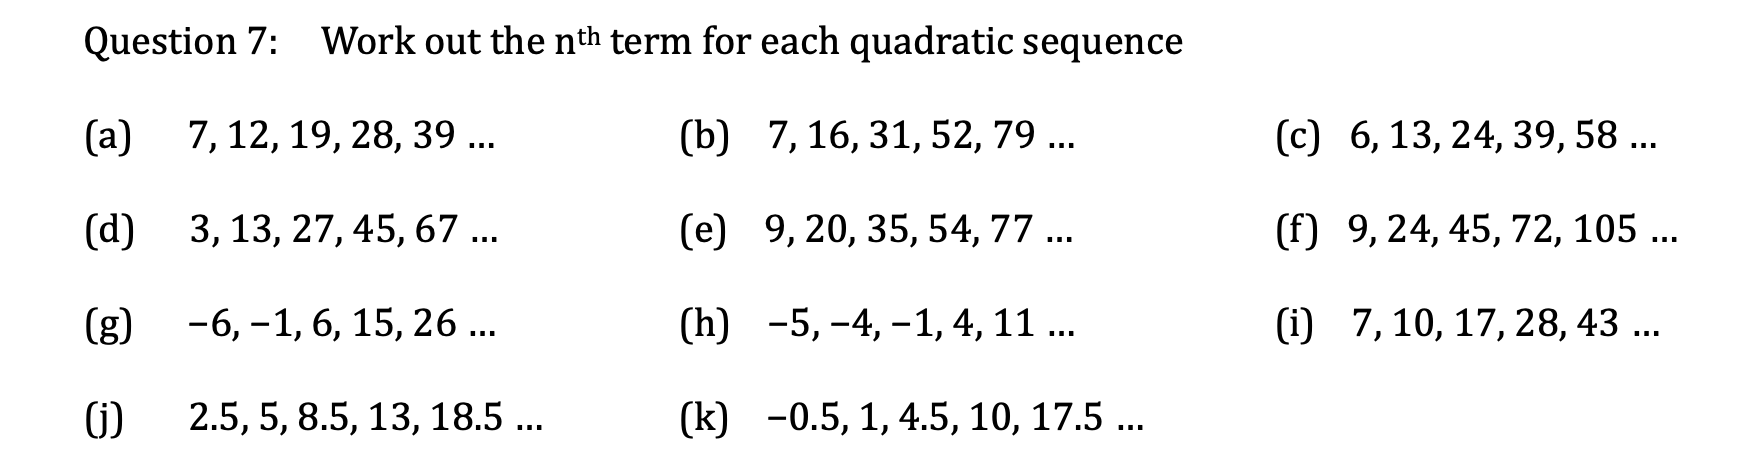 Question 7: Work out the nᵗʰ term for each quadratic sequence
(a) 7, 12, 19, 28, 39 ... (b) 7, 16, 31, 52, 79 ... (c) 6, 13, 24, 39, 58 ...
(d) 3, 13, 27, 45, 67 ... (e) 9, 20, 35, 54, 77 ... (f) 9, 24, 45, 72, 105 ...
(g) −6, −1, 6, 15, 26 ... (h) −5, −4, −1, 4, 11 ... (i) 7, 10, 17, 28, 43 ...
(j) 2.5, 5, 8.5, 13, 18.5 ... (k) −0.5, 1, 4.5, 10, 17.5 ...